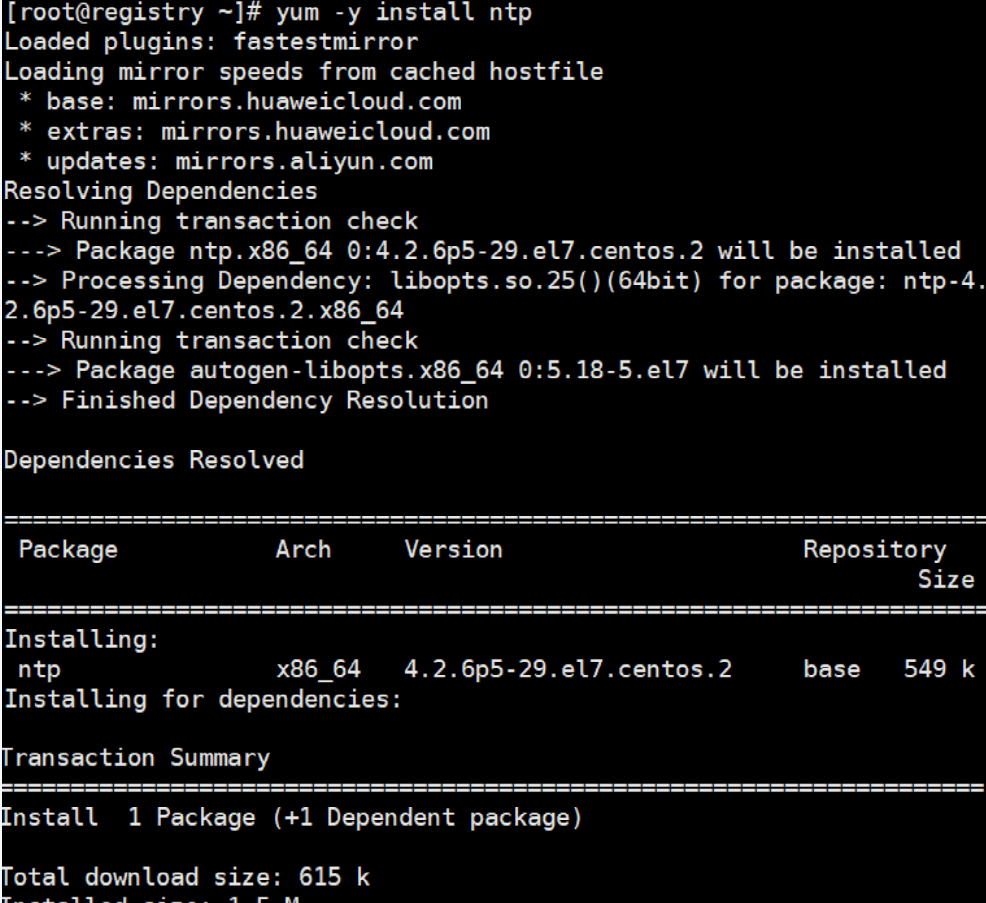 [root@registry ~]# yum -y install ntp
Loaded plugins: fastestmirror
Loading mirror speeds from cached hostfile
 * base: mirrors.huaweicloud.com
 * extras: mirrors.huaweicloud.com
 * updates: mirrors.aliyun.com
Resolving Dependencies
--> Running transaction check
---> Package ntp.x86_64 0:4.2.6p5-29.el7.centos.2 will be installed
--> Processing Dependency: libopts.so.25()(64bit) for package: ntp-4.
2.6p5-29.el7.centos.2.x86_64
--> Running transaction check
---> Package autogen-libopts.x86_64 0:5.18-5.el7 will be installed
--> Finished Dependency Resolution
Dependencies Resolved
=====================================================================
 Package           Arch     Version                     Repository
                                                                Size
=====================================================================
Installing:
 ntp               x86_64   4.2.6p5-29.el7.centos.2     base   549 k
Installing for dependencies:
Transaction Summary
=====================================================================
Install  1 Package (+1 Dependent package)
Total download size: 615 k
Installed size: 1.5 M